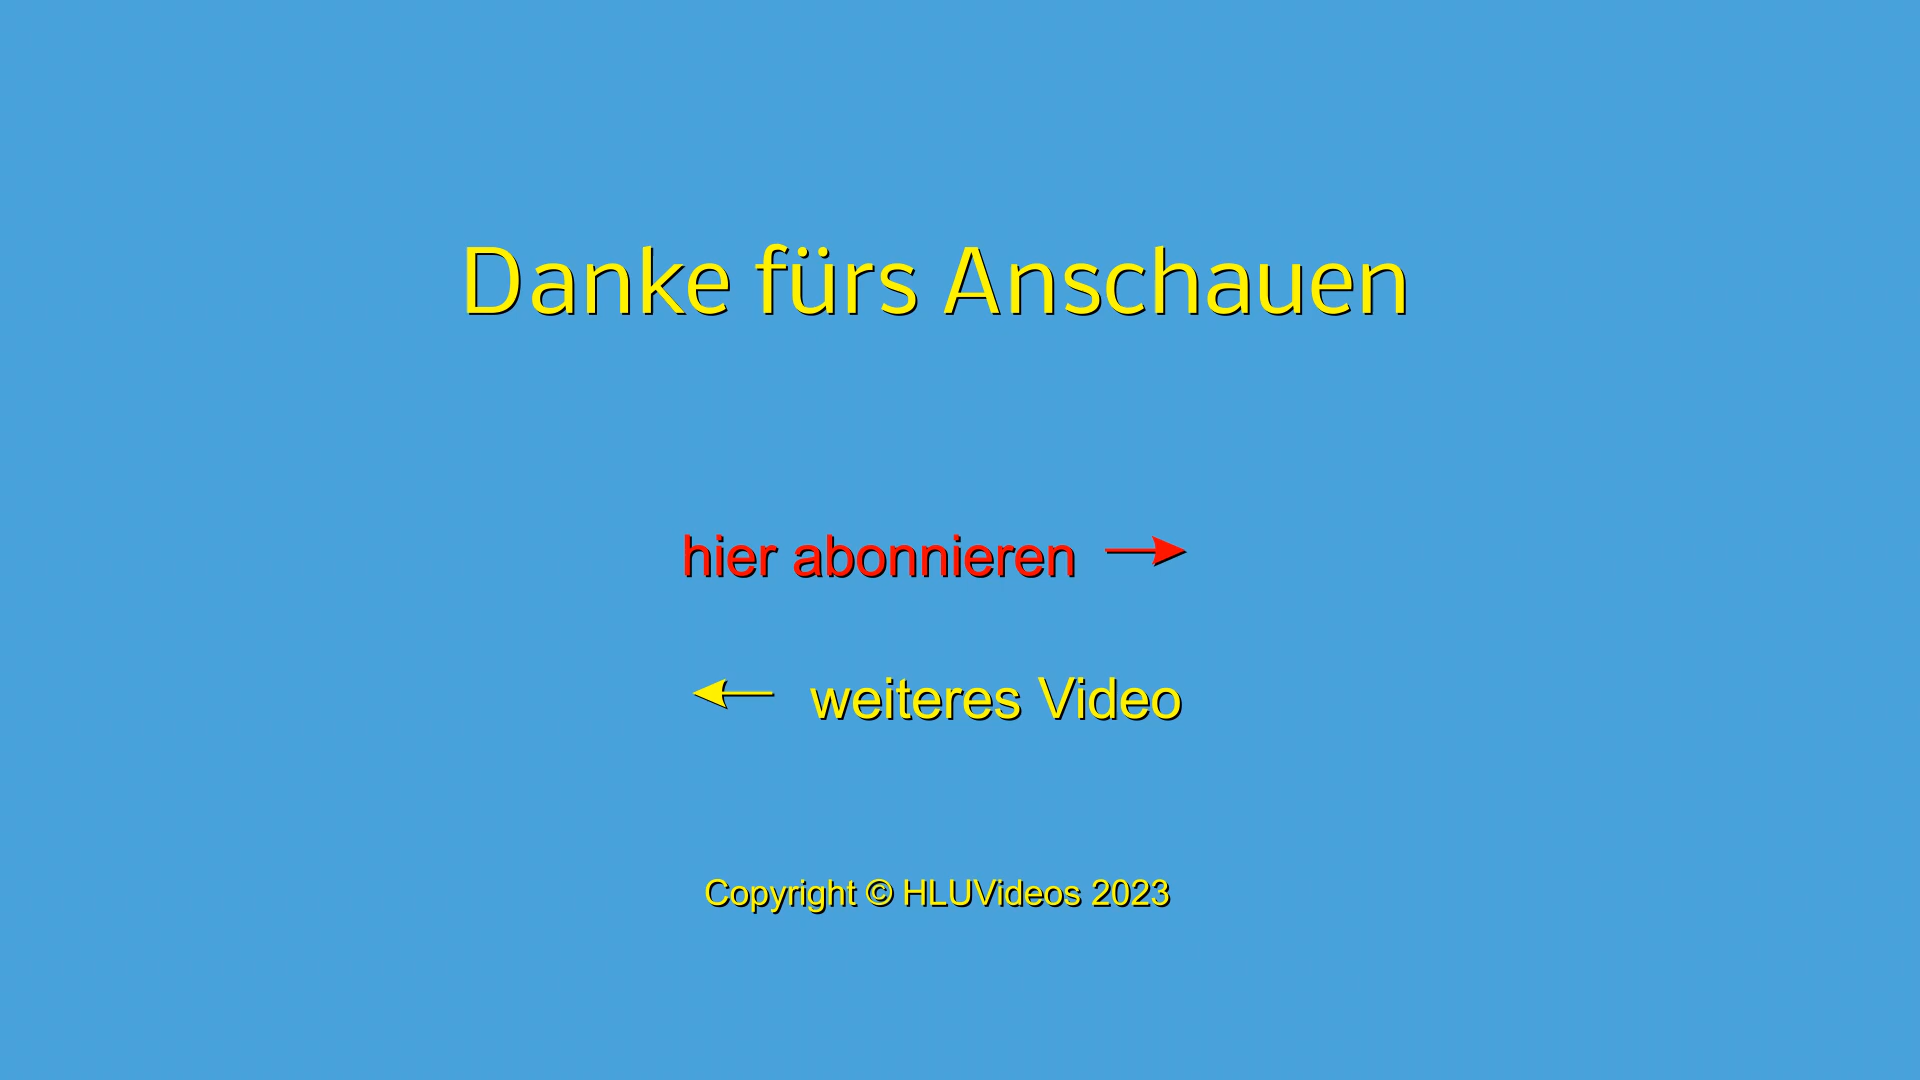 Danke fürs Anschauen
hier abonnieren →
← weiteres Video
Copyright © HLUVideos 2023